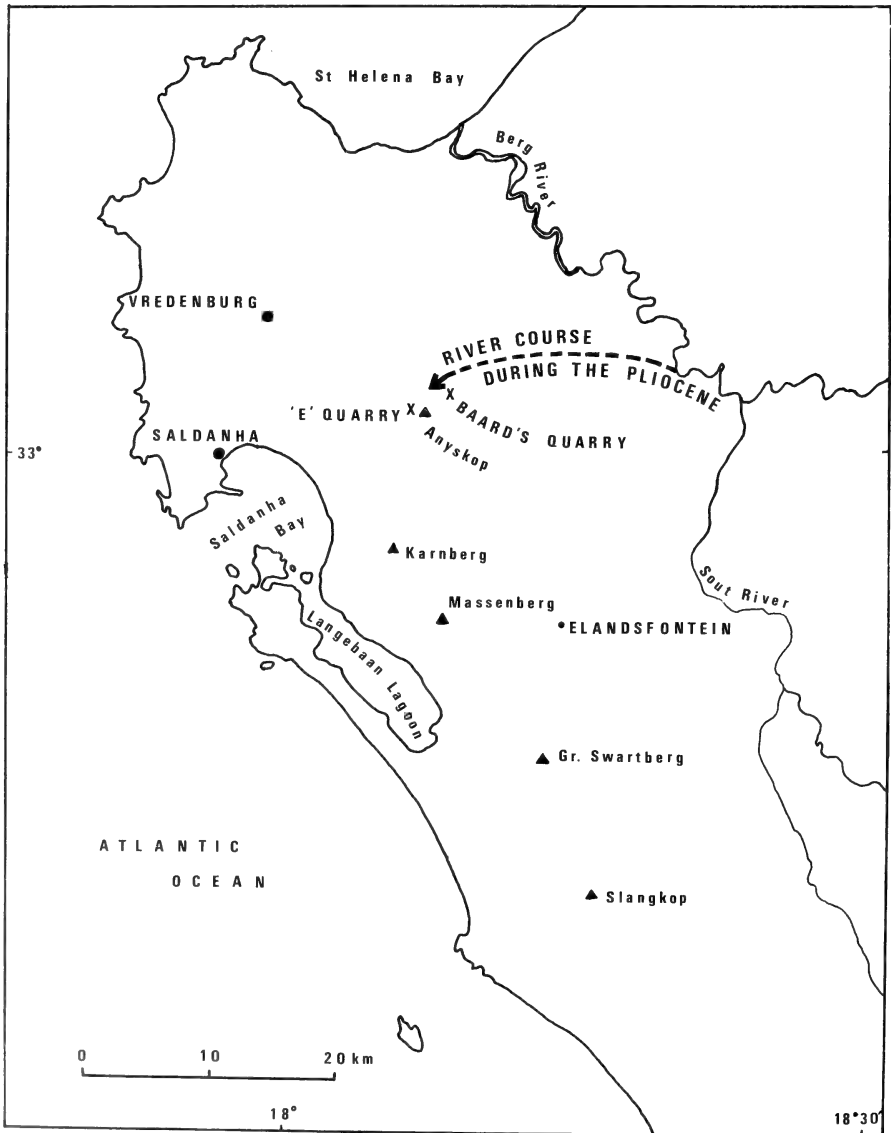 St Helena Bay
Berg River
VREDENBURG
RIVER COURSE
DURING THE PLIOCENE
'E' QUARRY X
X BAARD'S QUARRY
Anyskop
33°
SALDANHA
Saldanha
Bay
Karnberg
Sout River
Massenberg
ELANDSFONTEIN
Langebaan Lagoon
Gr. Swartberg
ATLANTIC
OCEAN
Slangkop
0 10 20 km
18°
18°30'